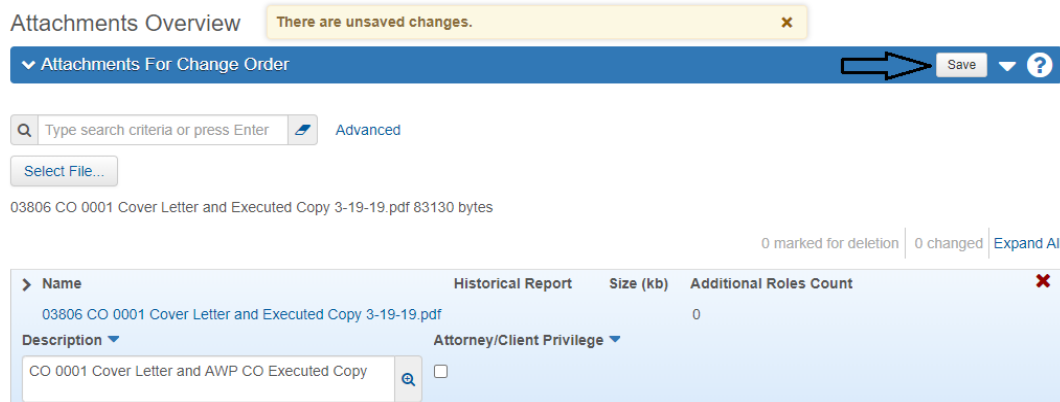 Attachments Overview
There are unsaved changes.
Attachments For Change Order
Save
?
Type search criteria or press Enter
Advanced
Select File...
03806 CO 0001 Cover Letter and Executed Copy 3-19-19.pdf 83130 bytes
0 marked for deletion 0 changed Expand Al
Name Historical Report Size (kb) Additional Roles Count
03806 CO 0001 Cover Letter and Executed Copy 3-19-19.pdf 0
Description Attorney/Client Privilege
CO 0001 Cover Letter and AWP CO Executed Copy